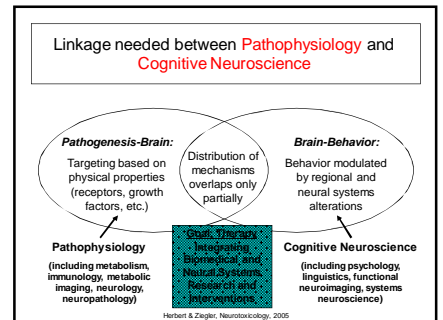 Linkage needed between Pathophysiology and
Cognitive Neuroscience
Pathogenesis-Brain:
Targeting based on
physical properties
(receptors, growth
factors, etc.)
Distribution of
mechanisms
overlaps only
partially
Brain-Behavior:
Behavior modulated
by regional and
neural systems
alterations
Pathophysiology
(including metabolism,
immunology, metabolic
imaging, neurology,
neuropathology)
Goal: Therapy
Integrating
Biomedical and
Neural Systems
Research and
Interventions
Cognitive Neuroscience
(including psychology,
linguistics, functional
neuroimaging, systems
neuroscience)
Herbert & Ziegler, Neurotoxicology, 2005